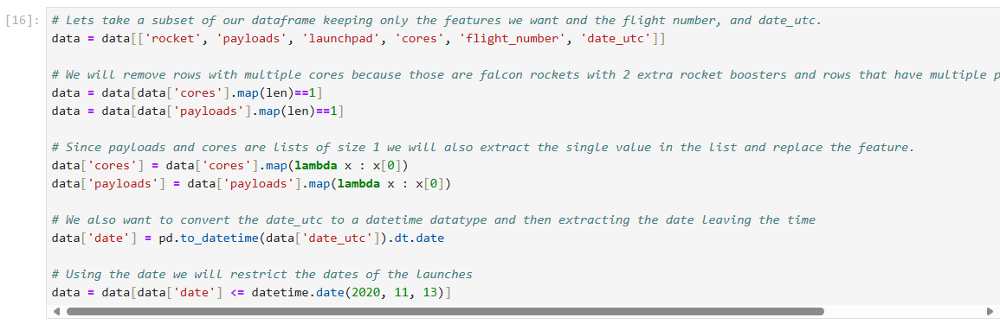 [16]:
# Lets take a subset of our dataframe keeping only the features we want and the flight number, and date_utc.
data = data[['rocket', 'payloads', 'launchpad', 'cores', 'flight_number', 'date_utc']]
# We will remove rows with multiple cores because those are falcon rockets with 2 extra rocket boosters and rows that have multiple
data = data[data['cores'].map(len)==1]
data = data[data['payloads'].map(len)==1]
# Since payloads and cores are lists of size 1 we will also extract the single value in the list and replace the feature.
data['cores'] = data['cores'].map(lambda x : x[0])
data['payloads'] = data['payloads'].map(lambda x : x[0])
# We also want to convert the date_utc to a datetime datatype and then extracting the date leaving the time
data['date'] = pd.to_datetime(data['date_utc']).dt.date
# Using the date we will restrict the dates of the launches
data = data[data['date'] <= datetime.date(2020, 11, 13)]